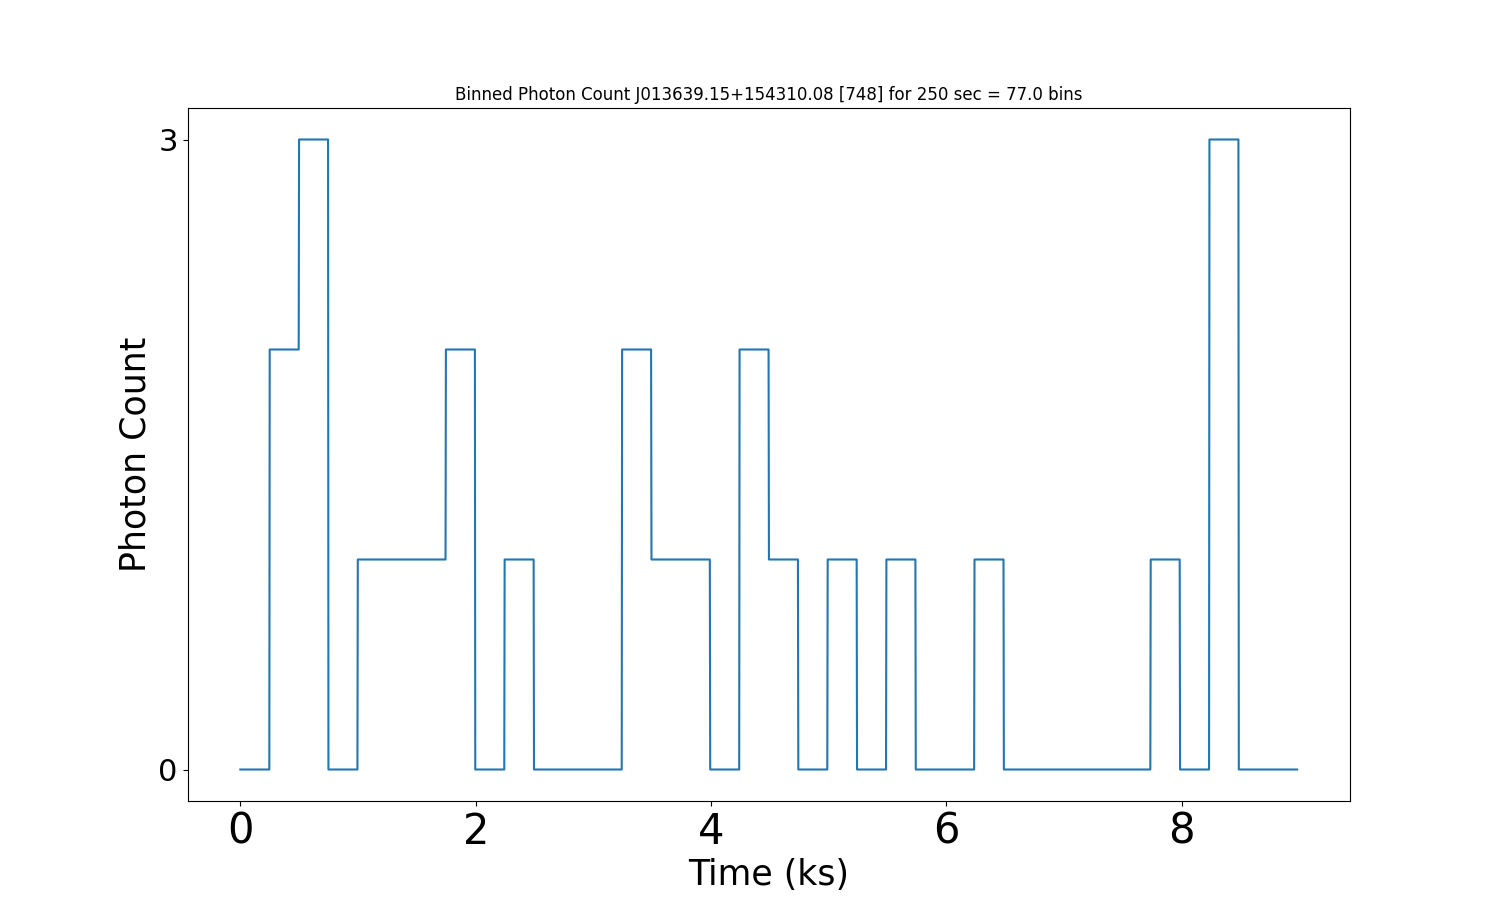 Binned Photon Count J013639.15+154310.08 [748] for 250 sec = 77.0 bins
3
Photon Count
0
0 2 4 6 8
Time (ks)